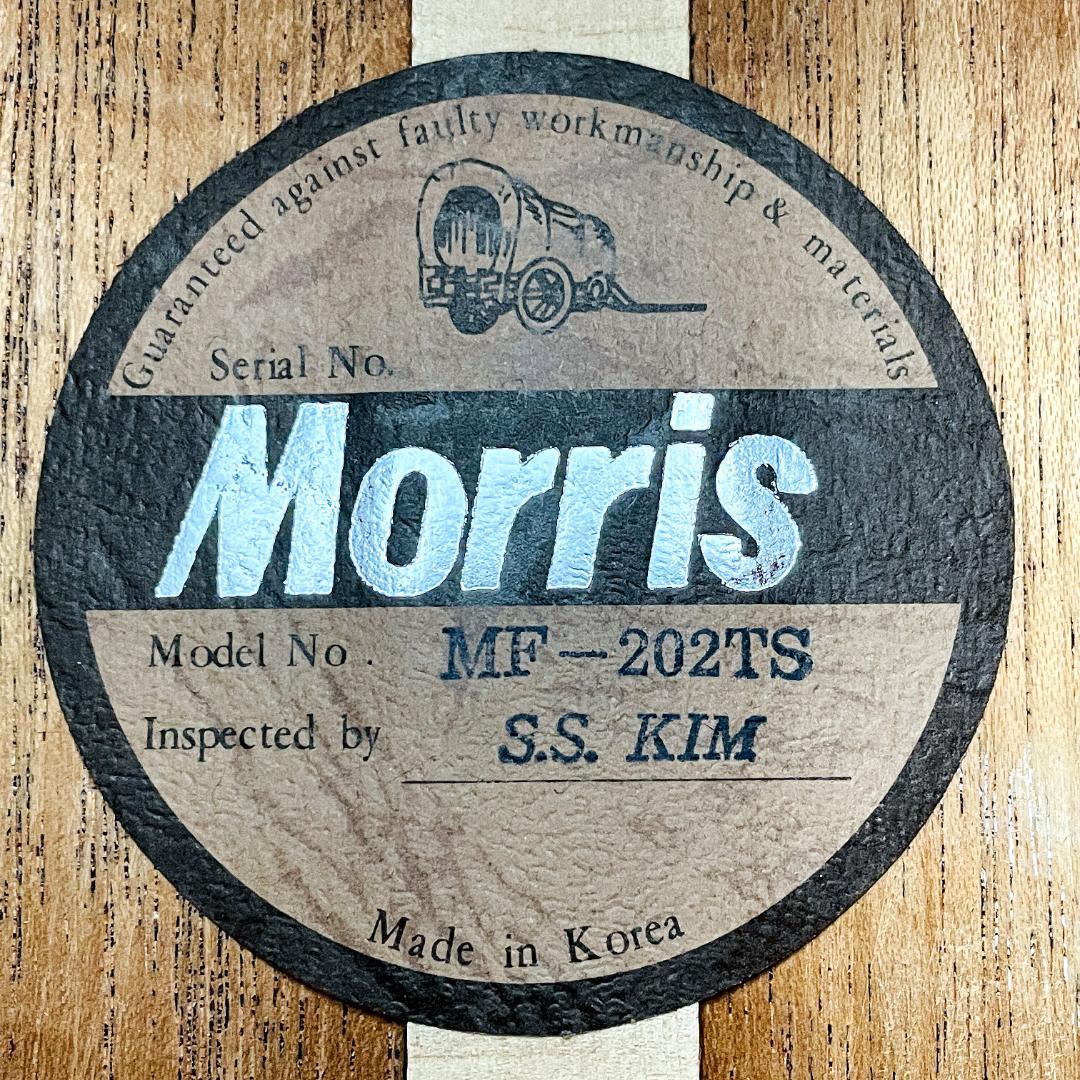 Guaranteed against faulty workmanship & materials
Serial No.
Morris
Model No. MF-202TS
Inspected by S.S. KIM
Made in Korea